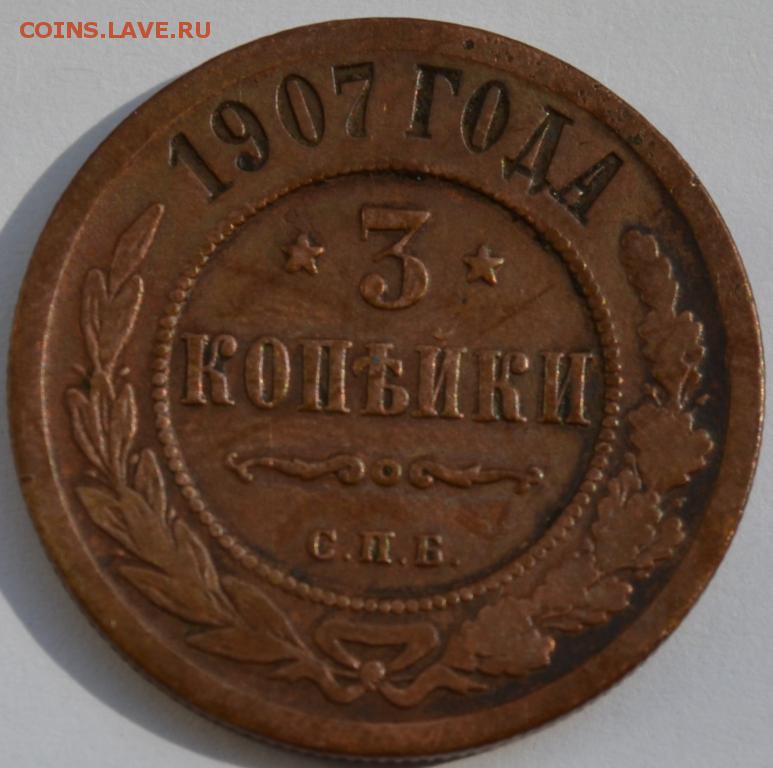 COINS.LAVE.RU
1907 ГОДА
3
КОПѢЙКИ
С.П.Б.